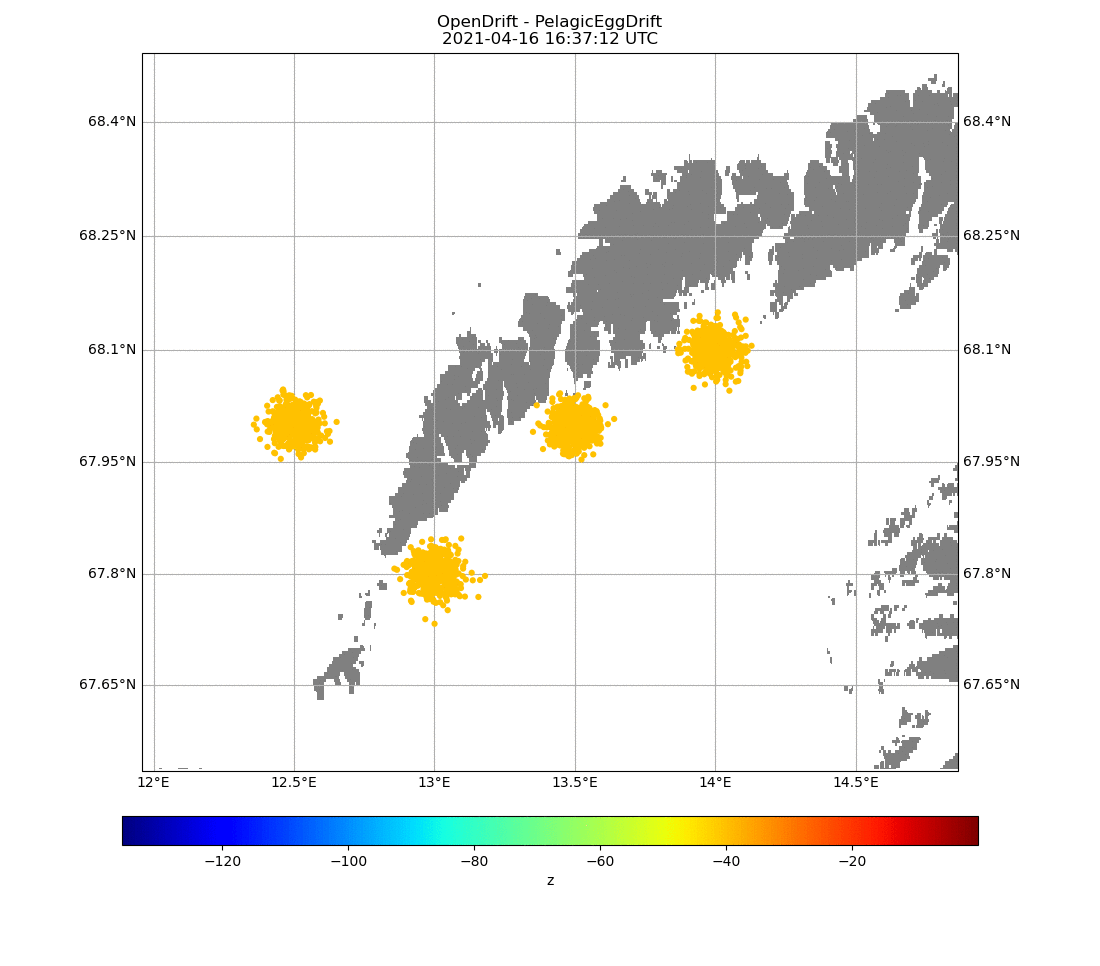 OpenDrift - PelagicEggDrift
2021-04-16 16:37:12 UTC
68.4°N 68.4°N
68.25°N 68.25°N
68.1°N 68.1°N
67.95°N 67.95°N
67.8°N 67.8°N
67.65°N 67.65°N
12°E 12.5°E 13°E 13.5°E 14°E 14.5°E
−120 −100 −80 −60 −40 −20
z